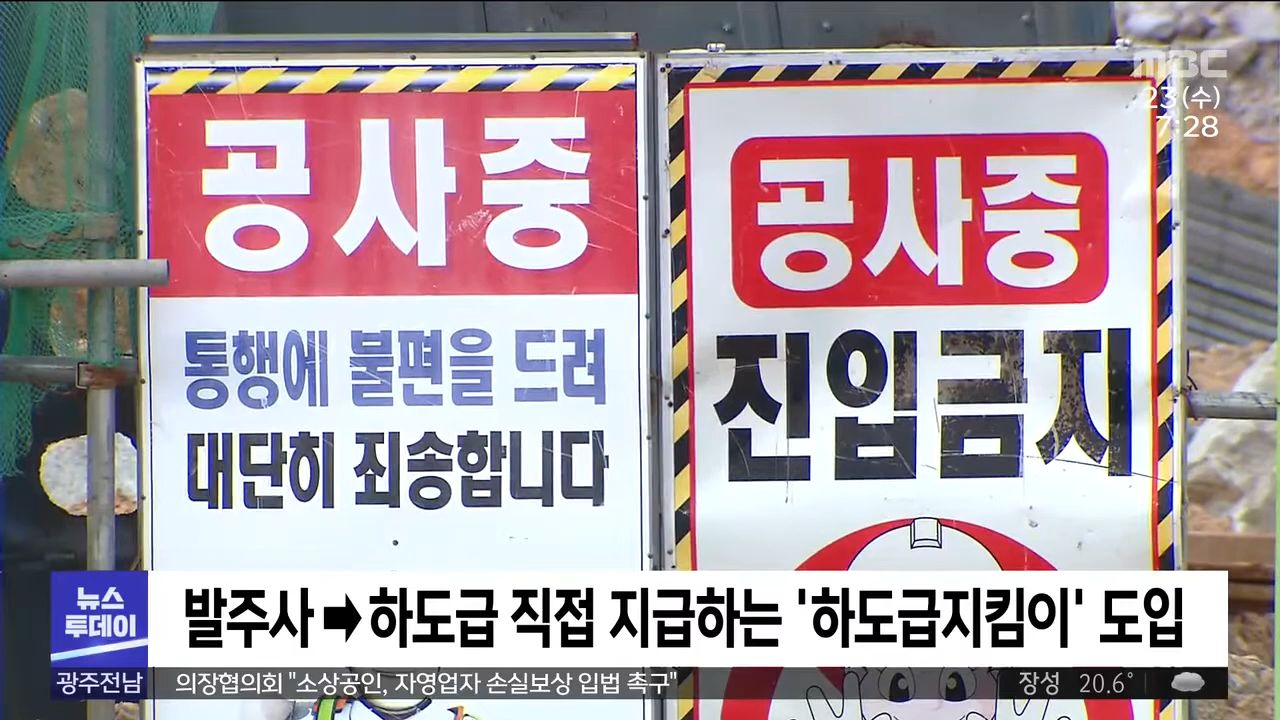 공사중
통행에 불편을 드려
대단히 죄송합니다
공사중
진입금지
MBC
23(수)
7:28
뉴스
투데이
발주사➡하도급 직접 지급하는 '하도급지킴이' 도입
광주전남
의장협의회 "소상공인, 자영업자 손실보상 입법 촉구"
장성 20.6°